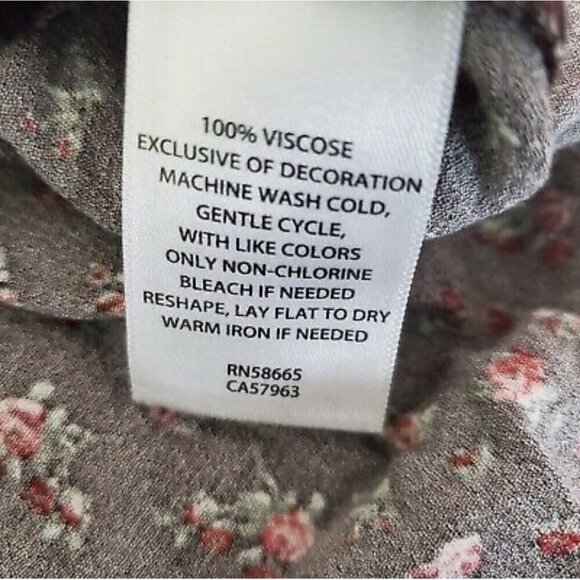 100% VISCOSE
EXCLUSIVE OF DECORATION
MACHINE WASH COLD,
GENTLE CYCLE,
WITH LIKE COLORS
ONLY NON-CHLORINE
BLEACH IF NEEDED
RESHAPE, LAY FLAT TO DRY
WARM IRON IF NEEDED
RN58665
CA57963